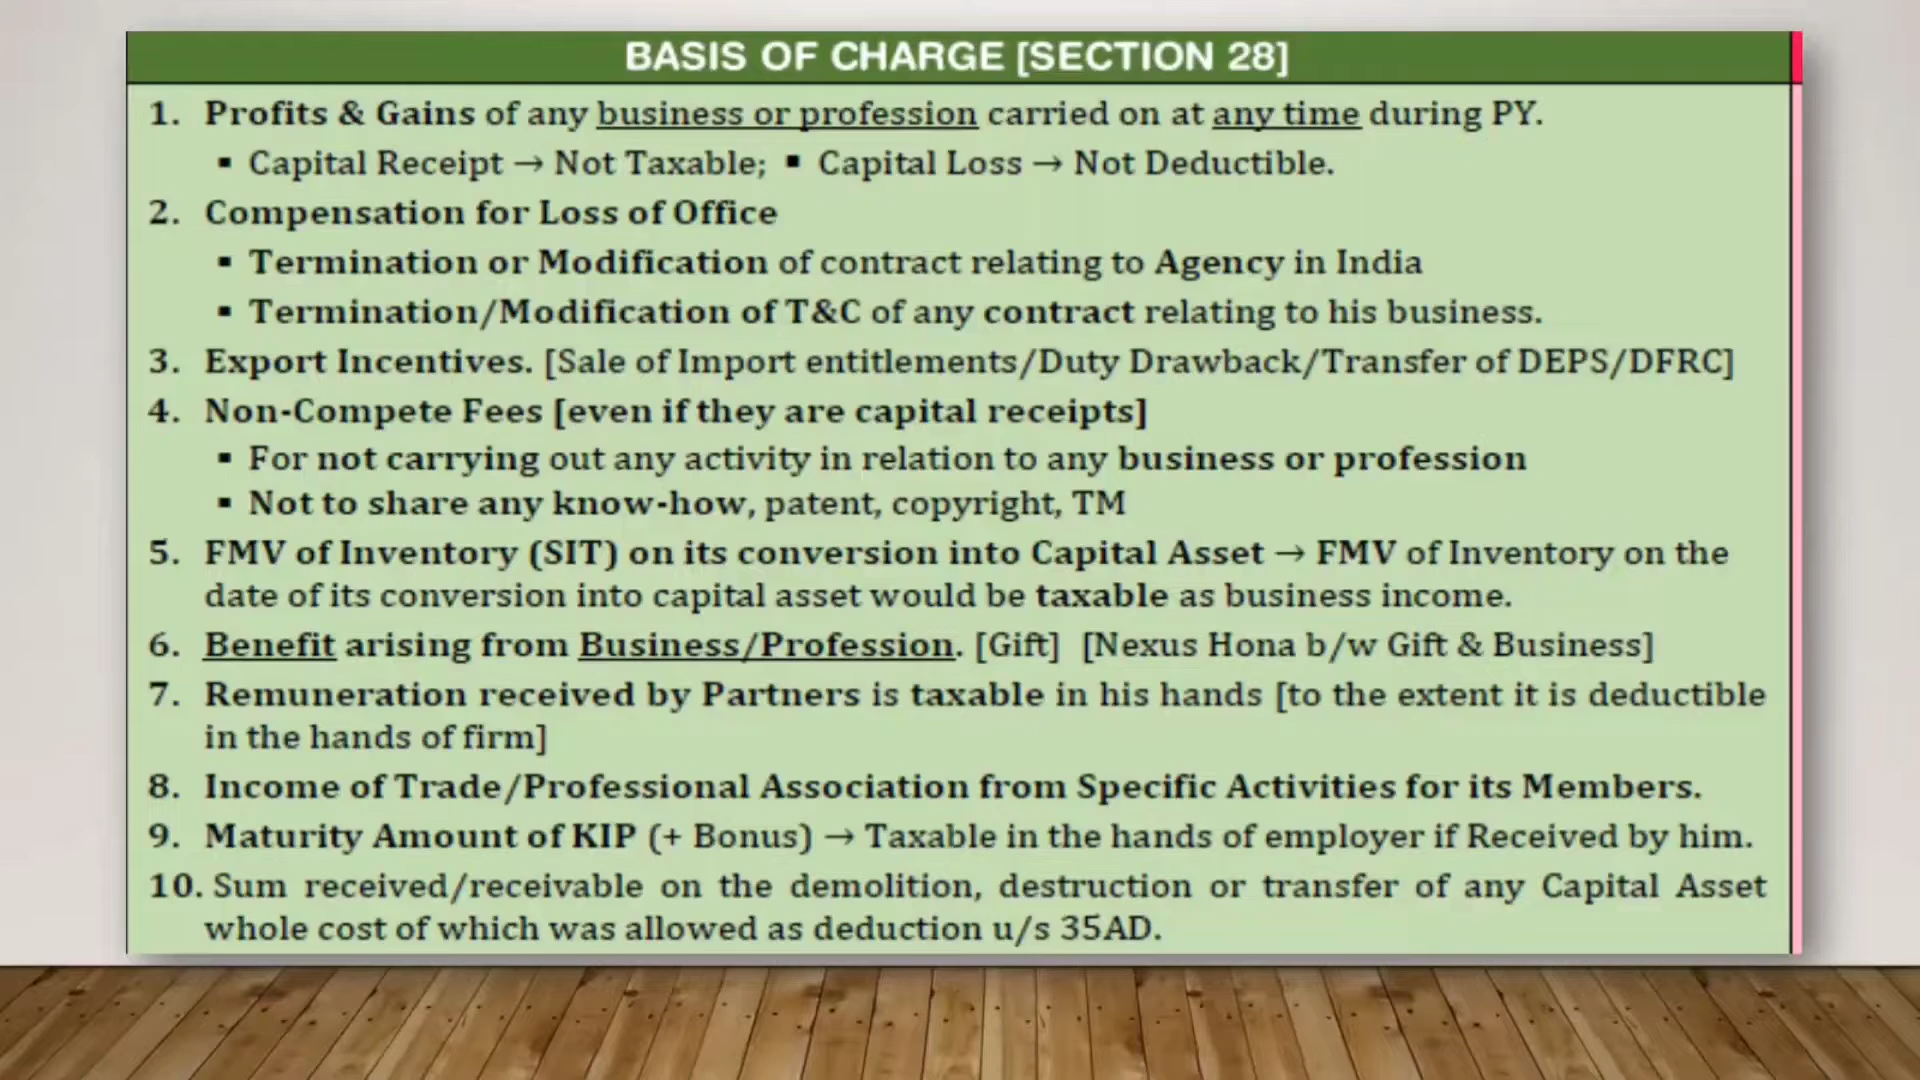 BASIS OF CHARGE [SECTION 28]
1. Profits & Gains of any business or profession carried on at any time during PY.
▪ Capital Receipt → Not Taxable; ▪ Capital Loss → Not Deductible.
2. Compensation for Loss of Office
▪ Termination or Modification of contract relating to Agency in India
▪ Termination/Modification of T&C of any contract relating to his business.
3. Export Incentives. [Sale of Import entitlements/Duty Drawback/Transfer of DEPS/DFRC]
4. Non-Compete Fees [even if they are capital receipts]
▪ For not carrying out any activity in relation to any business or profession
▪ Not to share any know-how, patent, copyright, TM
5. FMV of Inventory (SIT) on its conversion into Capital Asset → FMV of Inventory on the
date of its conversion into capital asset would be taxable as business income.
6. Benefit arising from Business/Profession. [Gift] [Nexus Hona b/w Gift & Business]
7. Remuneration received by Partners is taxable in his hands [to the extent it is deductible
in the hands of firm]
8. Income of Trade/Professional Association from Specific Activities for its Members.
9. Maturity Amount of KIP (+ Bonus) → Taxable in the hands of employer if Received by him.
10. Sum received/receivable on the demolition, destruction or transfer of any Capital Asset
whole cost of which was allowed as deduction u/s 35AD.